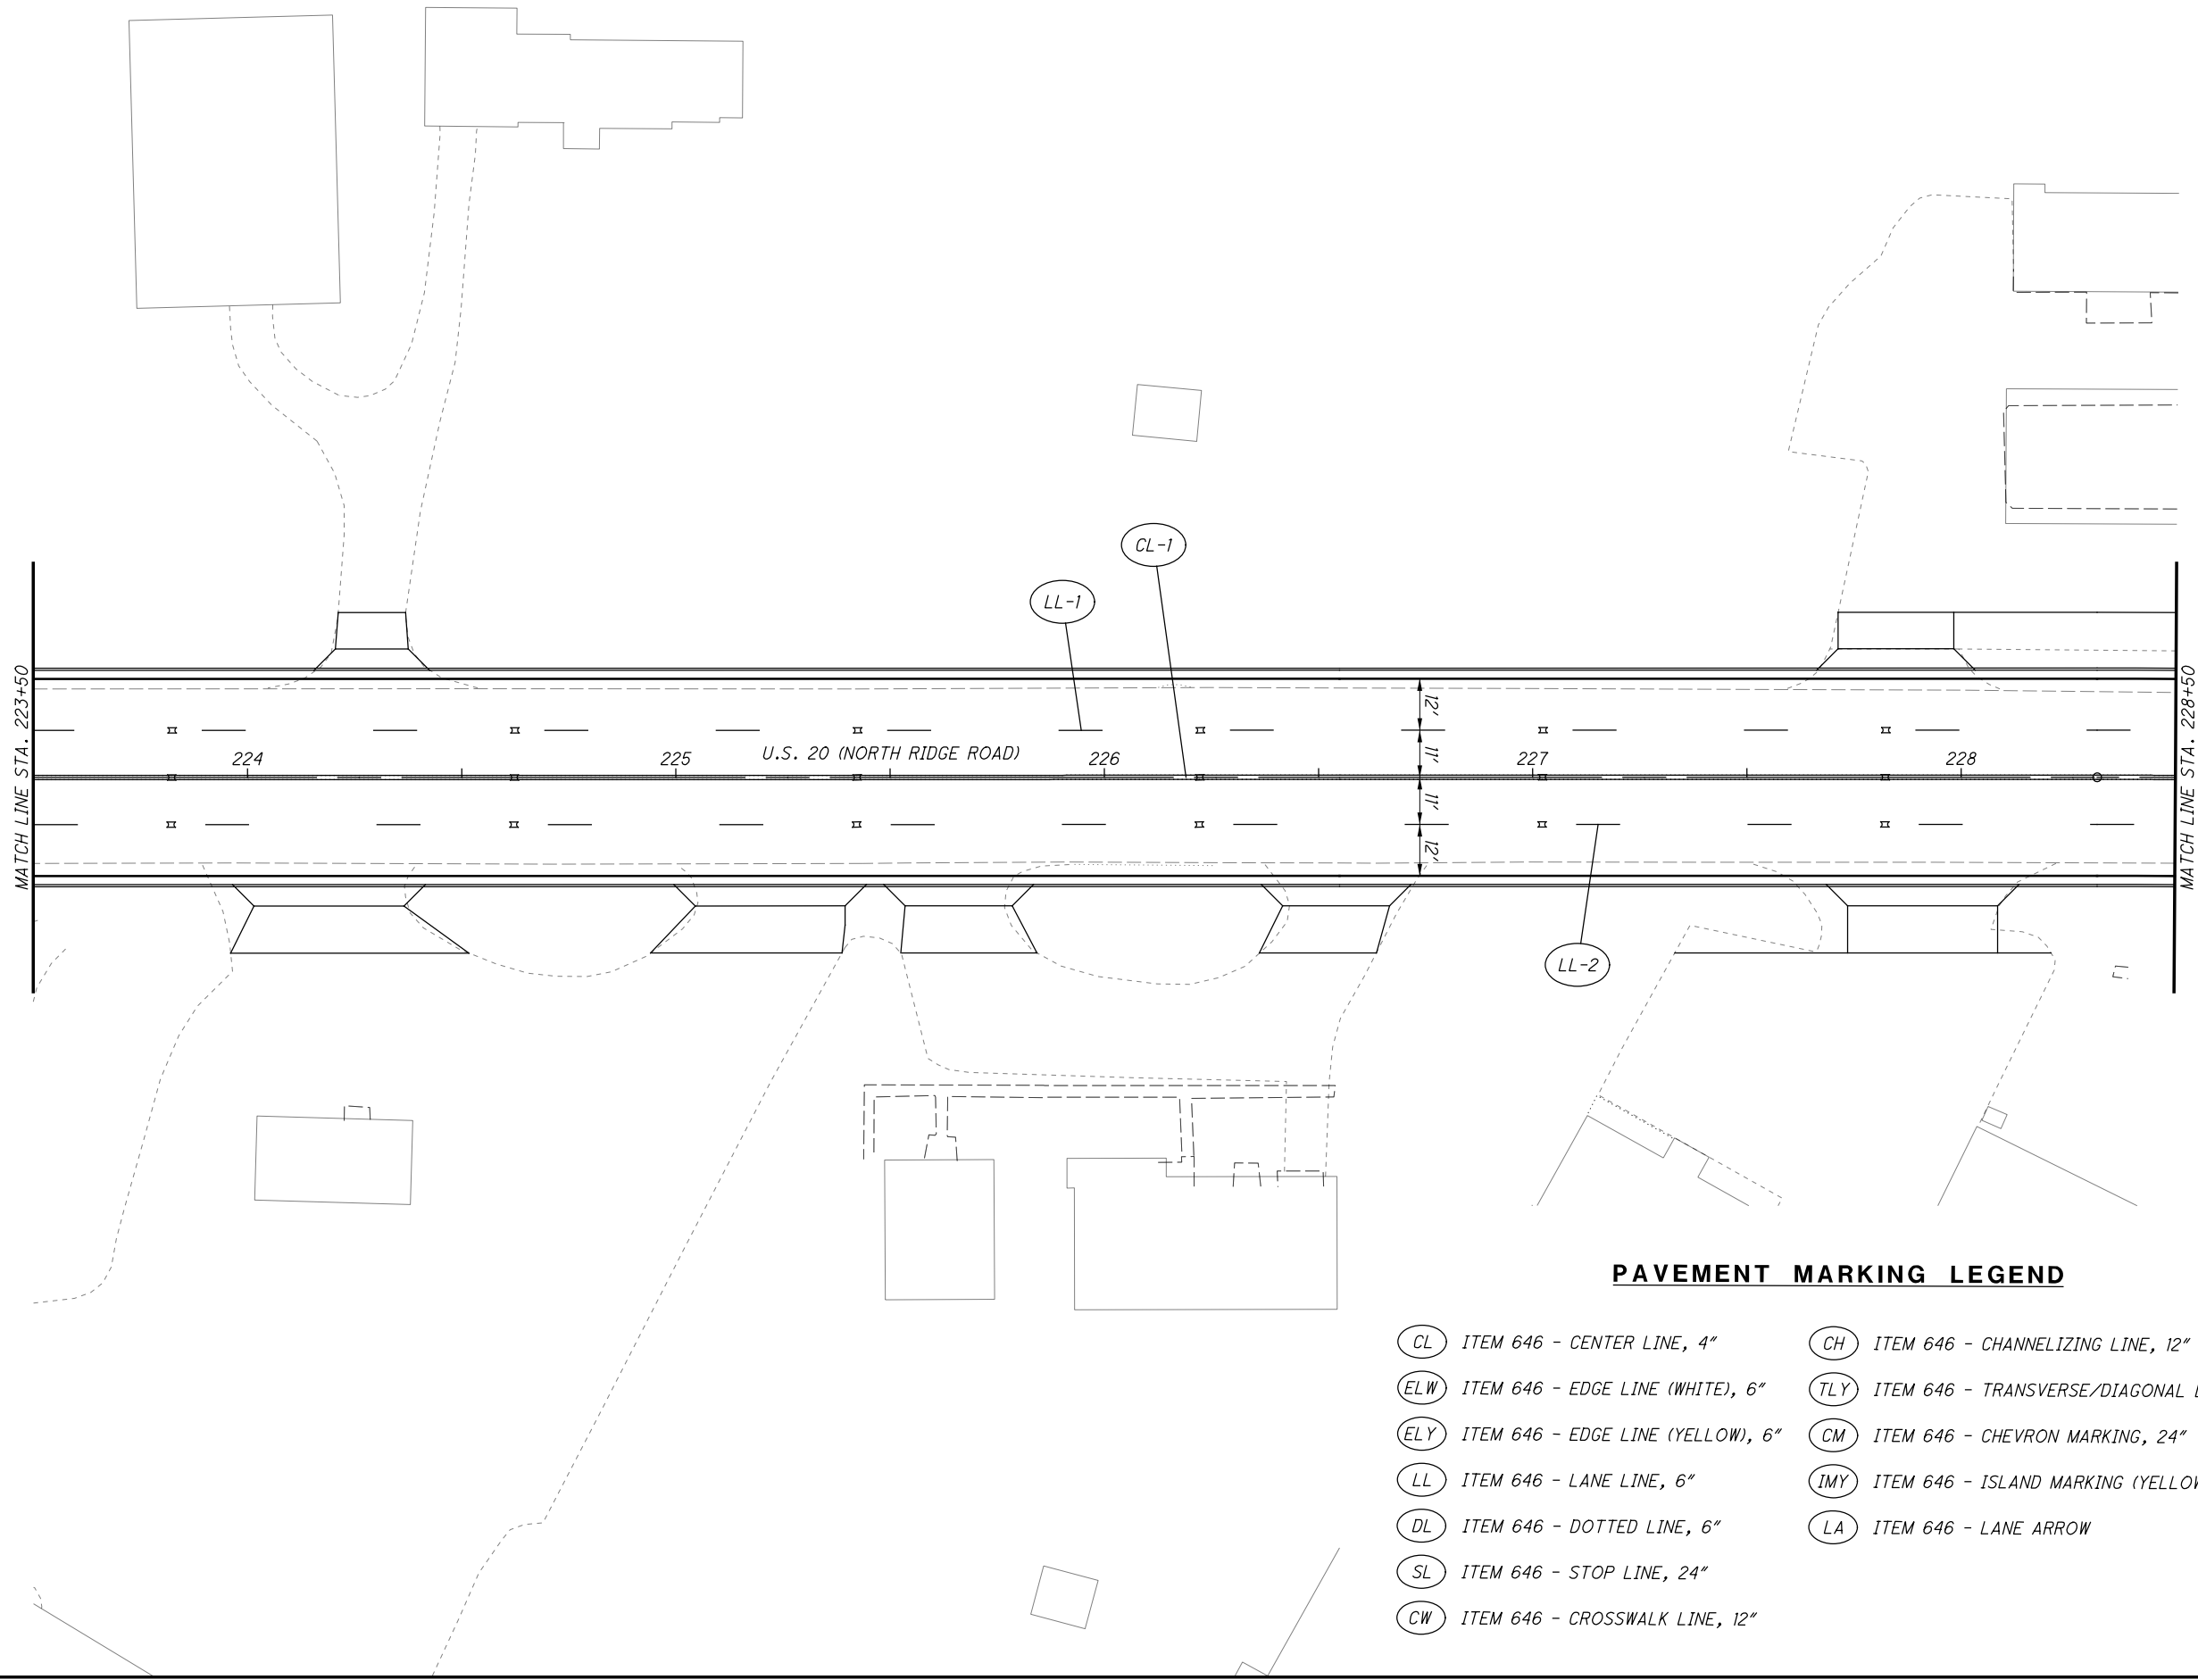 CL-1
LL-1
MATCH LINE STA. 223+50
MATCH LINE STA. 228+50
12'
11'
11'
12'
224
225
U.S. 20 (NORTH RIDGE ROAD)
226
227
228
LL-2
PAVEMENT MARKING LEGEND
CL ITEM 646 - CENTER LINE, 4"
ELW ITEM 646 - EDGE LINE (WHITE), 6"
ELY ITEM 646 - EDGE LINE (YELLOW), 6"
LL ITEM 646 - LANE LINE, 6"
DL ITEM 646 - DOTTED LINE, 6"
SL ITEM 646 - STOP LINE, 24"
CW ITEM 646 - CROSSWALK LINE, 12"
CH ITEM 646 - CHANNELIZING LINE, 12"
TLY ITEM 646 - TRANSVERSE/DIAGONAL
CM ITEM 646 - CHEVRON MARKING, 24"
IMY ITEM 646 - ISLAND MARKING (YELLOW
LA ITEM 646 - LANE ARROW